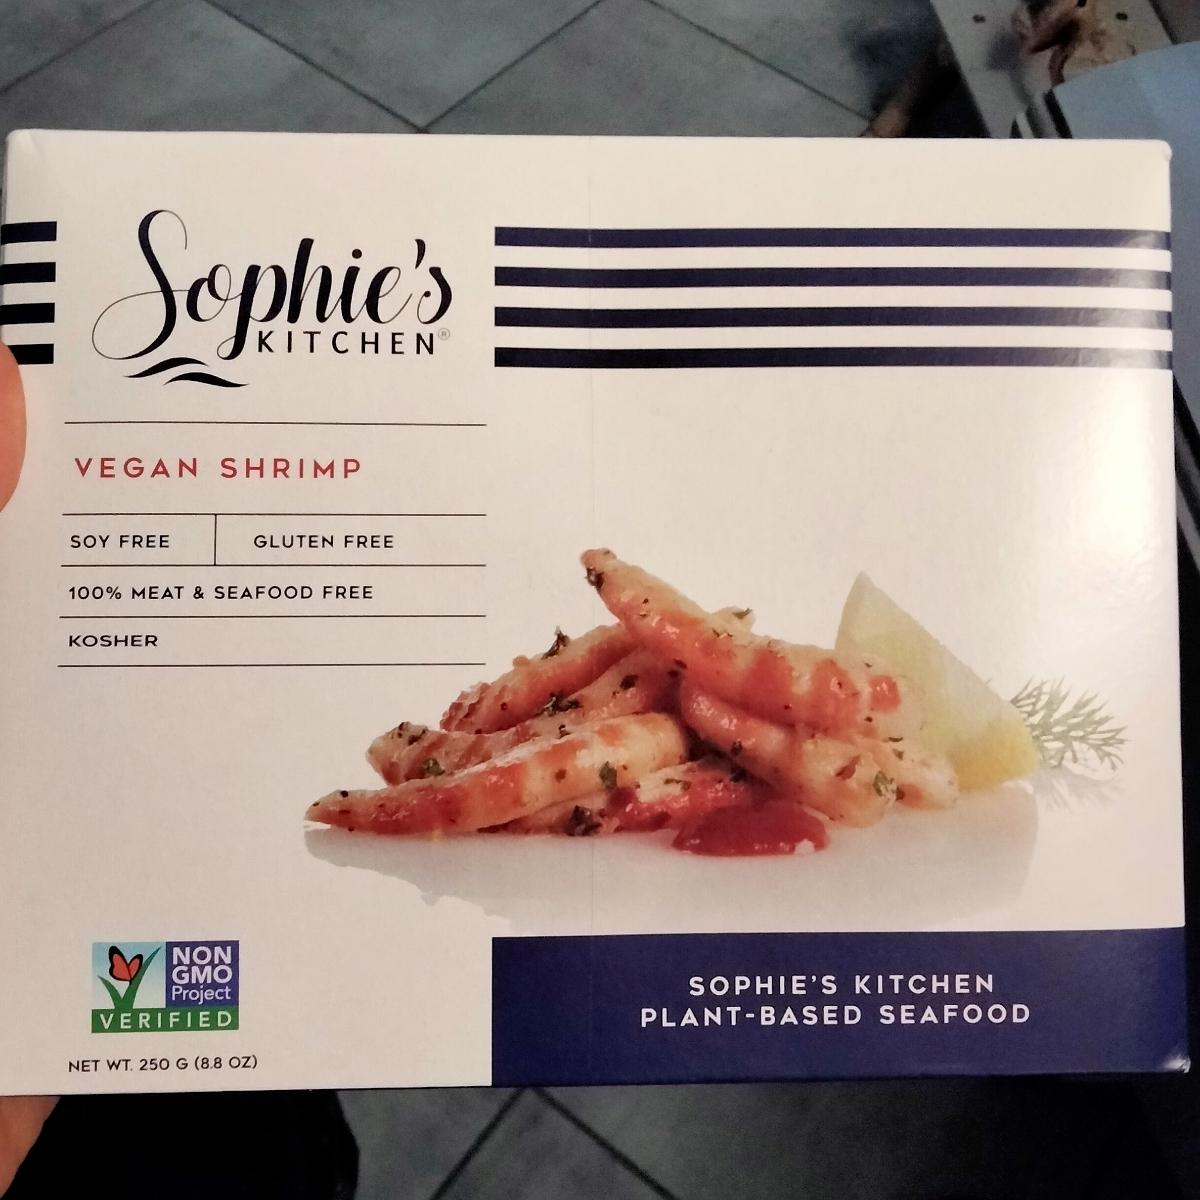 Sophie's
KITCHEN®
VEGAN SHRIMP
SOY FREE
GLUTEN FREE
100% MEAT & SEAFOOD FREE
KOSHER
NON
GMO
Project
VERIFIED
NET WT. 250 G (8.8 OZ)
SOPHIE'S KITCHEN
PLANT-BASED SEAFOOD